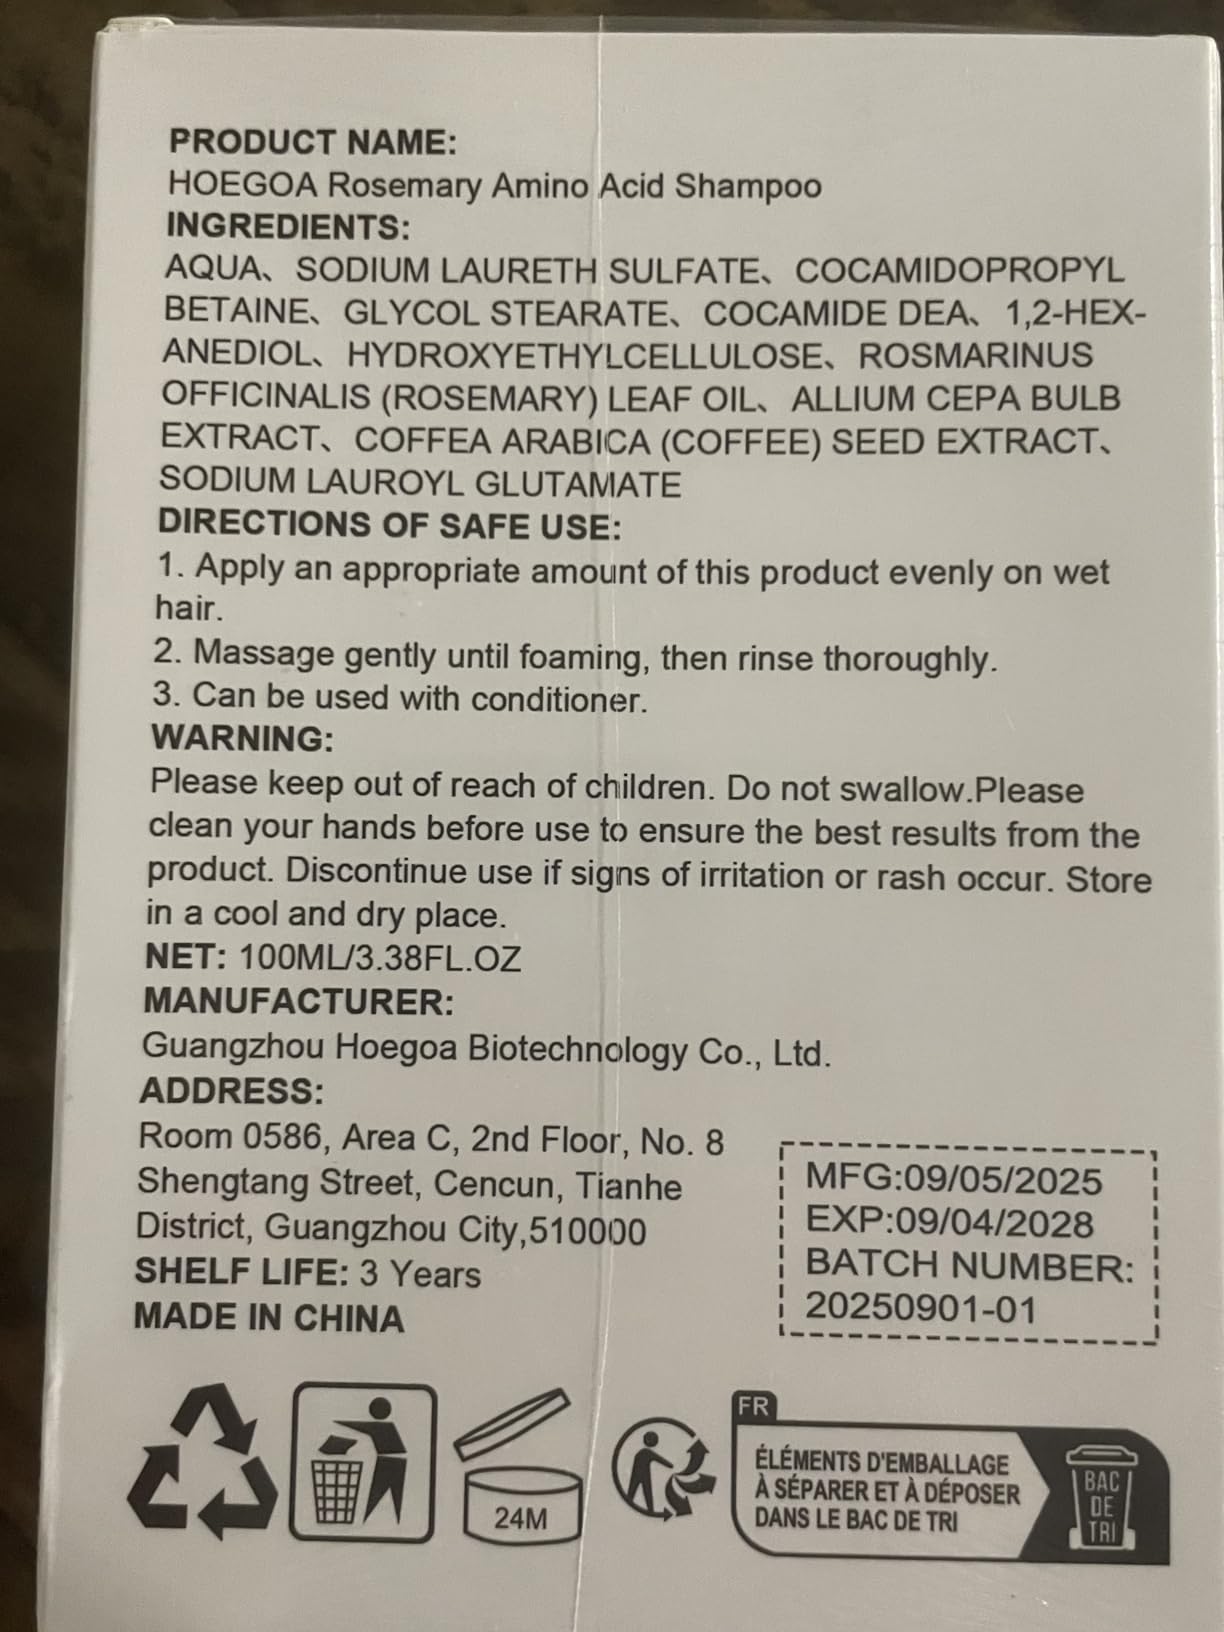 PRODUCT NAME:
HOEGOA Rosemary Amino Acid Shampoo
INGREDIENTS:
AQUA、SODIUM LAURETH SULFATE、COCAMIDOPROPYL
BETAINE、GLYCOL STEARATE、COCAMIDE DEA、1,2-HEX-
ANEDIOL、HYDROXYETHYLCELLULOSE、ROSMARINUS
OFFICINALIS (ROSEMARY) LEAF OIL、ALLIUM CEPA BULB
EXTRACT、COFFEA ARABICA (COFFEE) SEED EXTRACT、
SODIUM LAUROYL GLUTAMATE
DIRECTIONS OF SAFE USE:
1. Apply an appropriate amount of this product evenly on wet
hair.
2. Massage gently until foaming, then rinse thoroughly.
3. Can be used with conditioner.
WARNING:
Please keep out of reach of children. Do not swallow.Please
clean your hands before use to ensure the best results from the
product. Discontinue use if signs of irritation or rash occur. Store
in a cool and dry place.
NET: 100ML/3.38FL.OZ
MANUFACTURER:
Guangzhou Hoegoa Biotechnology Co., Ltd.
ADDRESS:
Room 0586, Area C, 2nd Floor, No. 8
Shengtang Street, Cencun, Tianhe
District, Guangzhou City,510000
SHELF LIFE: 3 Years
MADE IN CHINA
MFG:09/05/2025
EXP:09/04/2028
BATCH NUMBER:
20250901-01
24M
FR
ÉLÉMENTS D'EMBALLAGE
À SÉPARER ET À DÉPOSER
DANS LE BAC DE TRI
BAC
DE
TRI